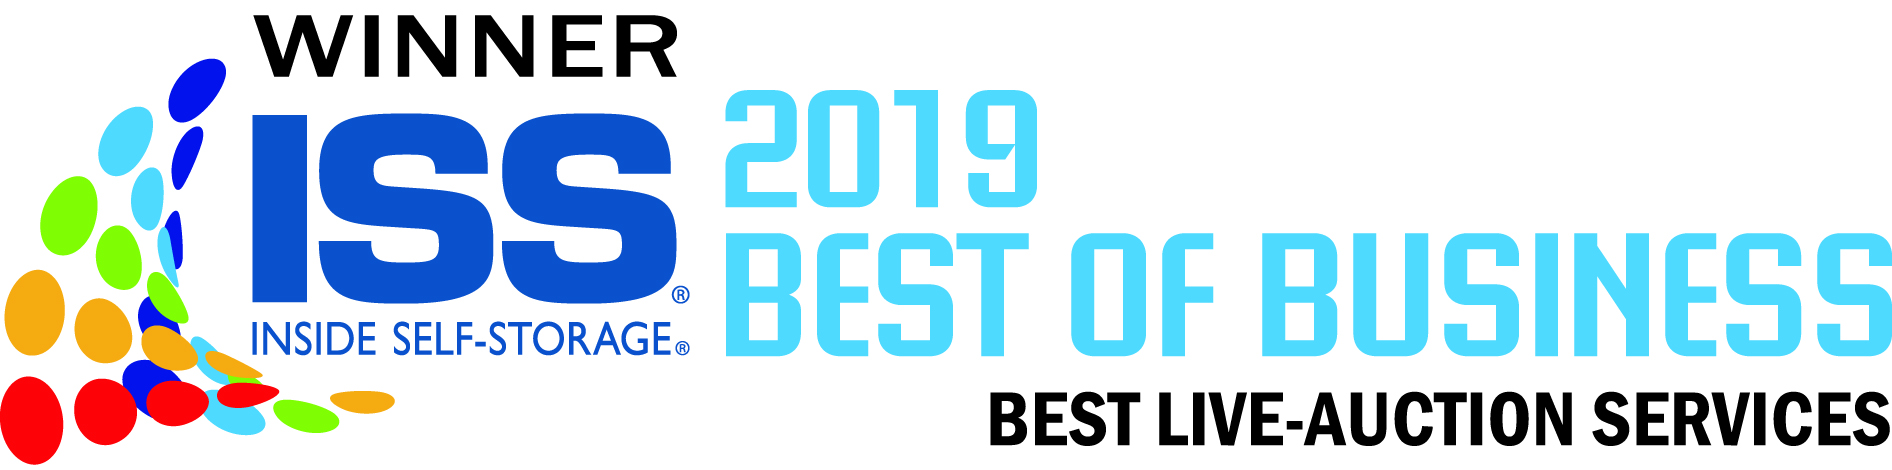 WINNER
ISS®
INSIDE SELF-STORAGE®
2019
BEST OF BUSINESS
BEST LIVE-AUCTION SERVICES